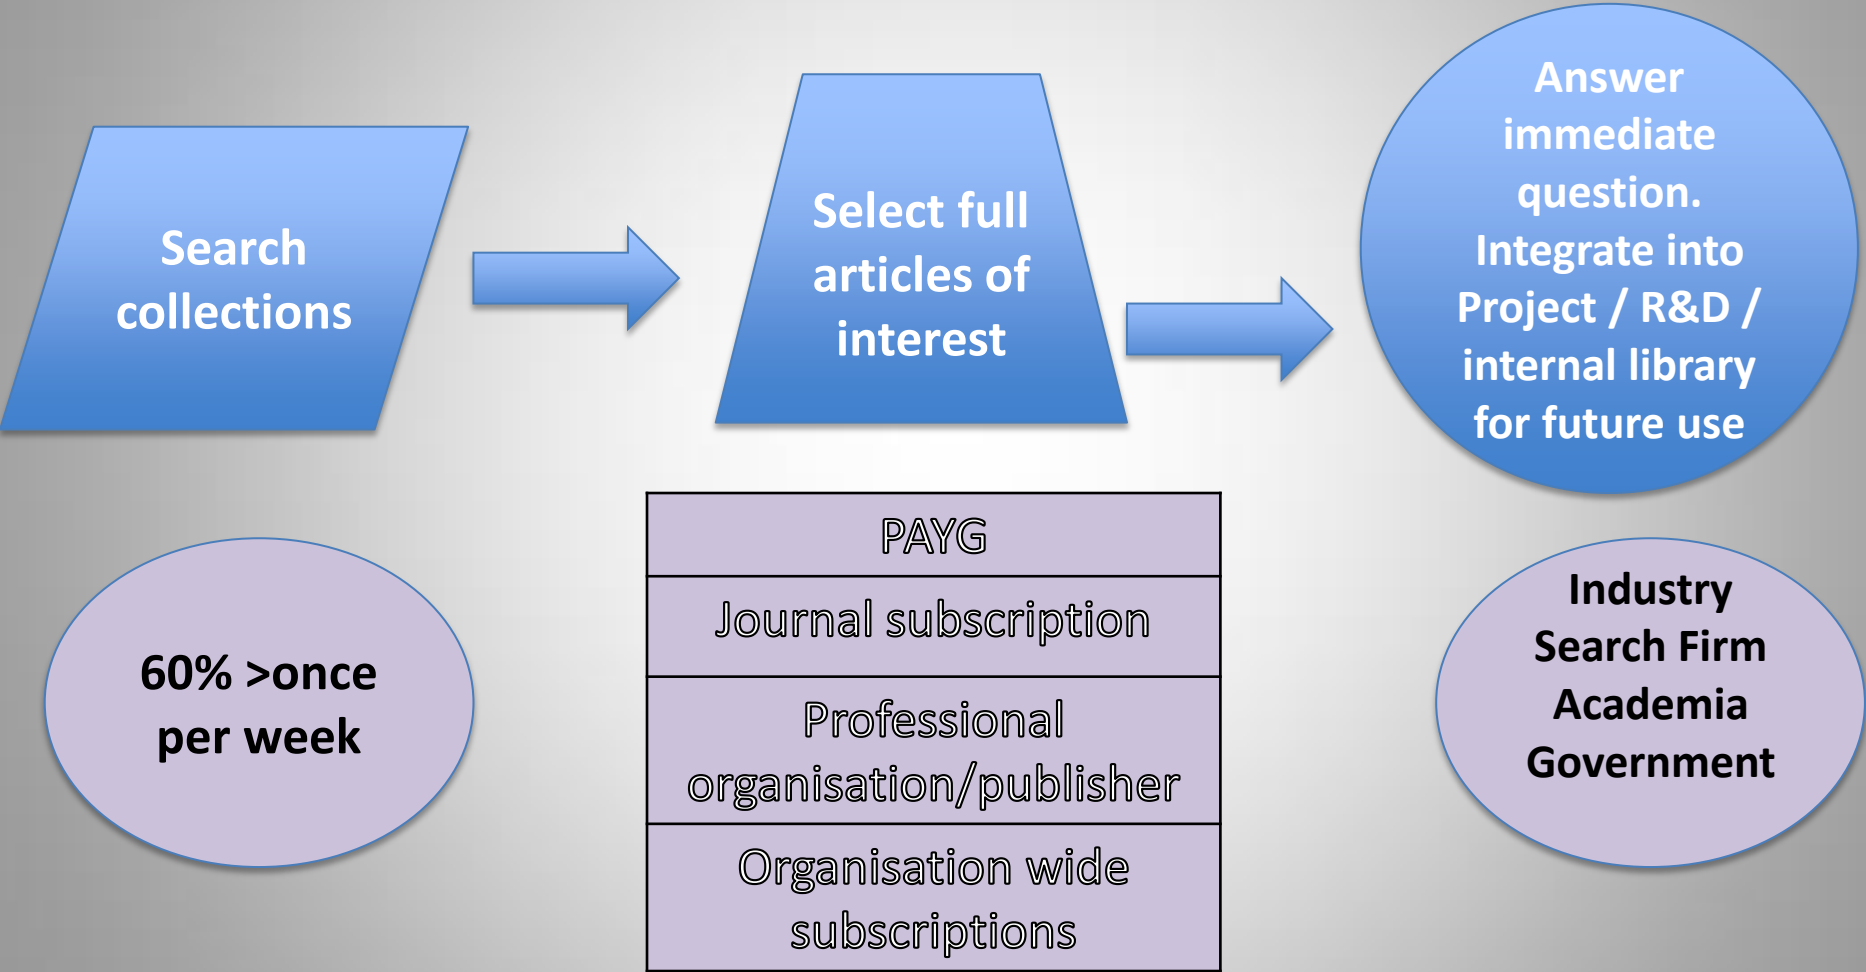 Search
collections
Select full
articles of
interest
Answer
immediate
question.
Integrate into
Project / R&D /
internal library
for future use
60% >once
per week
PAYG
Journal subscription
Professional
organisation/publisher
Organisation wide
subscriptions
Industry
Search Firm
Academia
Government